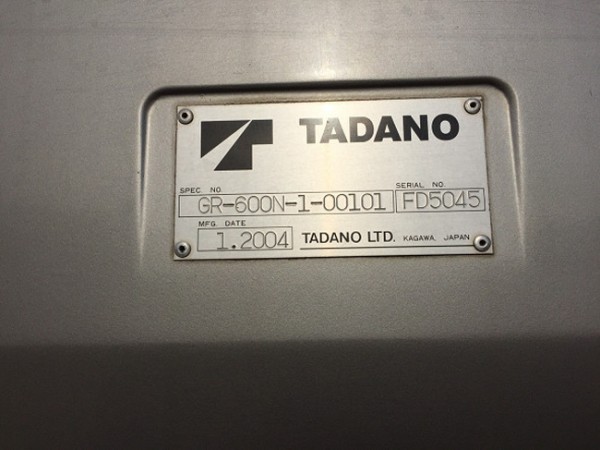 TADANO
SPEC. NO. SERIAL NO.
GR-600N-1-00101 FD5045
MFG. DATE
1.2004 TADANO LTD. KAGAWA, JAPAN